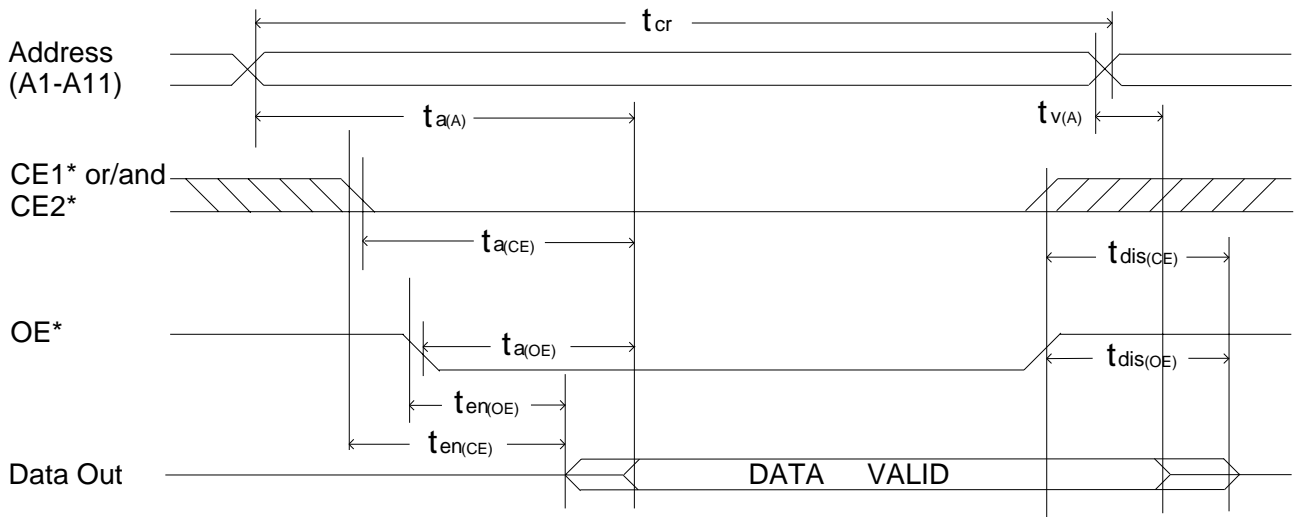 tcr
Address
(A1-A11)
ta(A)
tv(A)
CE1* or/and
CE2*
ta(CE)
tdis(CE)
OE*
ta(OE)
tdis(OE)
ten(OE)
ten(CE)
Data Out
DATA VALID